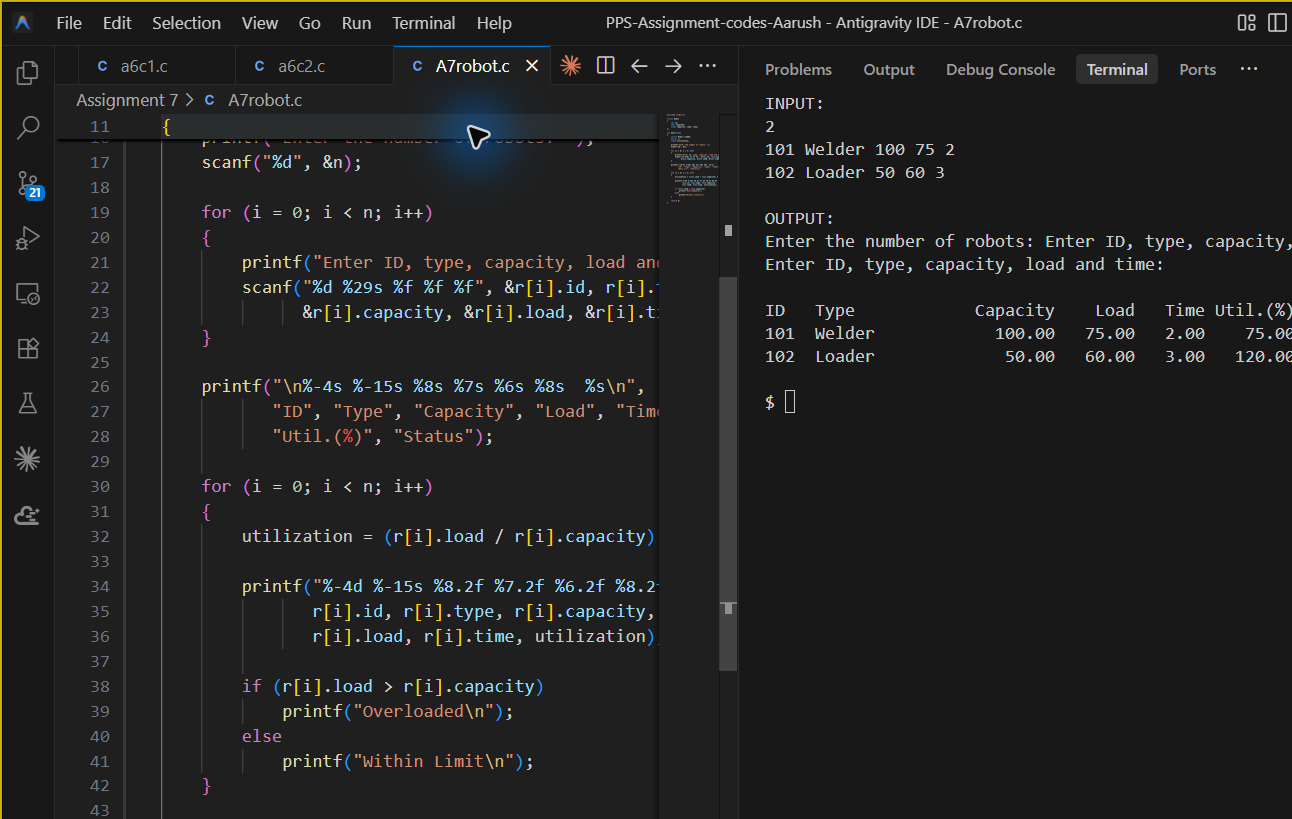 File Edit Selection View Go Run Terminal Help PPS-Assignment-codes-Aarush - Antigravity IDE - A7robot.c
C a6c1.c C a6c2.c C A7robot.c
Assignment 7 > C A7robot.c
11 {
17 scanf("%d", &n);
18
19 for (i = 0; i < n; i++)
20 {
21 printf("Enter ID, type, capacity, load and
22 scanf("%d %29s %f %f %f", &r[i].id, r[i].
23 &r[i].capacity, &r[i].load, &r[i].ti
24 }
25
26 printf("\n%-4s %-15s %8s %7s %6s %8s  %s\n",
27 "ID", "Type", "Capacity", "Load", "Time
28 "Util.(%)", "Status");
29
30 for (i = 0; i < n; i++)
31 {
32 utilization = (r[i].load / r[i].capacity)
33
34 printf("%-4d %-15s %8.2f %7.2f %6.2f %8.2f
35 r[i].id, r[i].type, r[i].capacity,
36 r[i].load, r[i].time, utilization)
37
38 if (r[i].load > r[i].capacity)
39 printf("Overloaded\n");
40 else
41 printf("Within Limit\n");
42 }
43
21
Problems Output Debug Console Terminal Ports
INPUT:
2
101 Welder 100 75 2
102 Loader 50 60 3
OUTPUT:
Enter the number of robots: Enter ID, type, capacity,
Enter ID, type, capacity, load and time:
ID Type Capacity Load Time Util.(%)
101 Welder 100.00 75.00 2.00 75.00
102 Loader 50.00 60.00 3.00 120.00
$